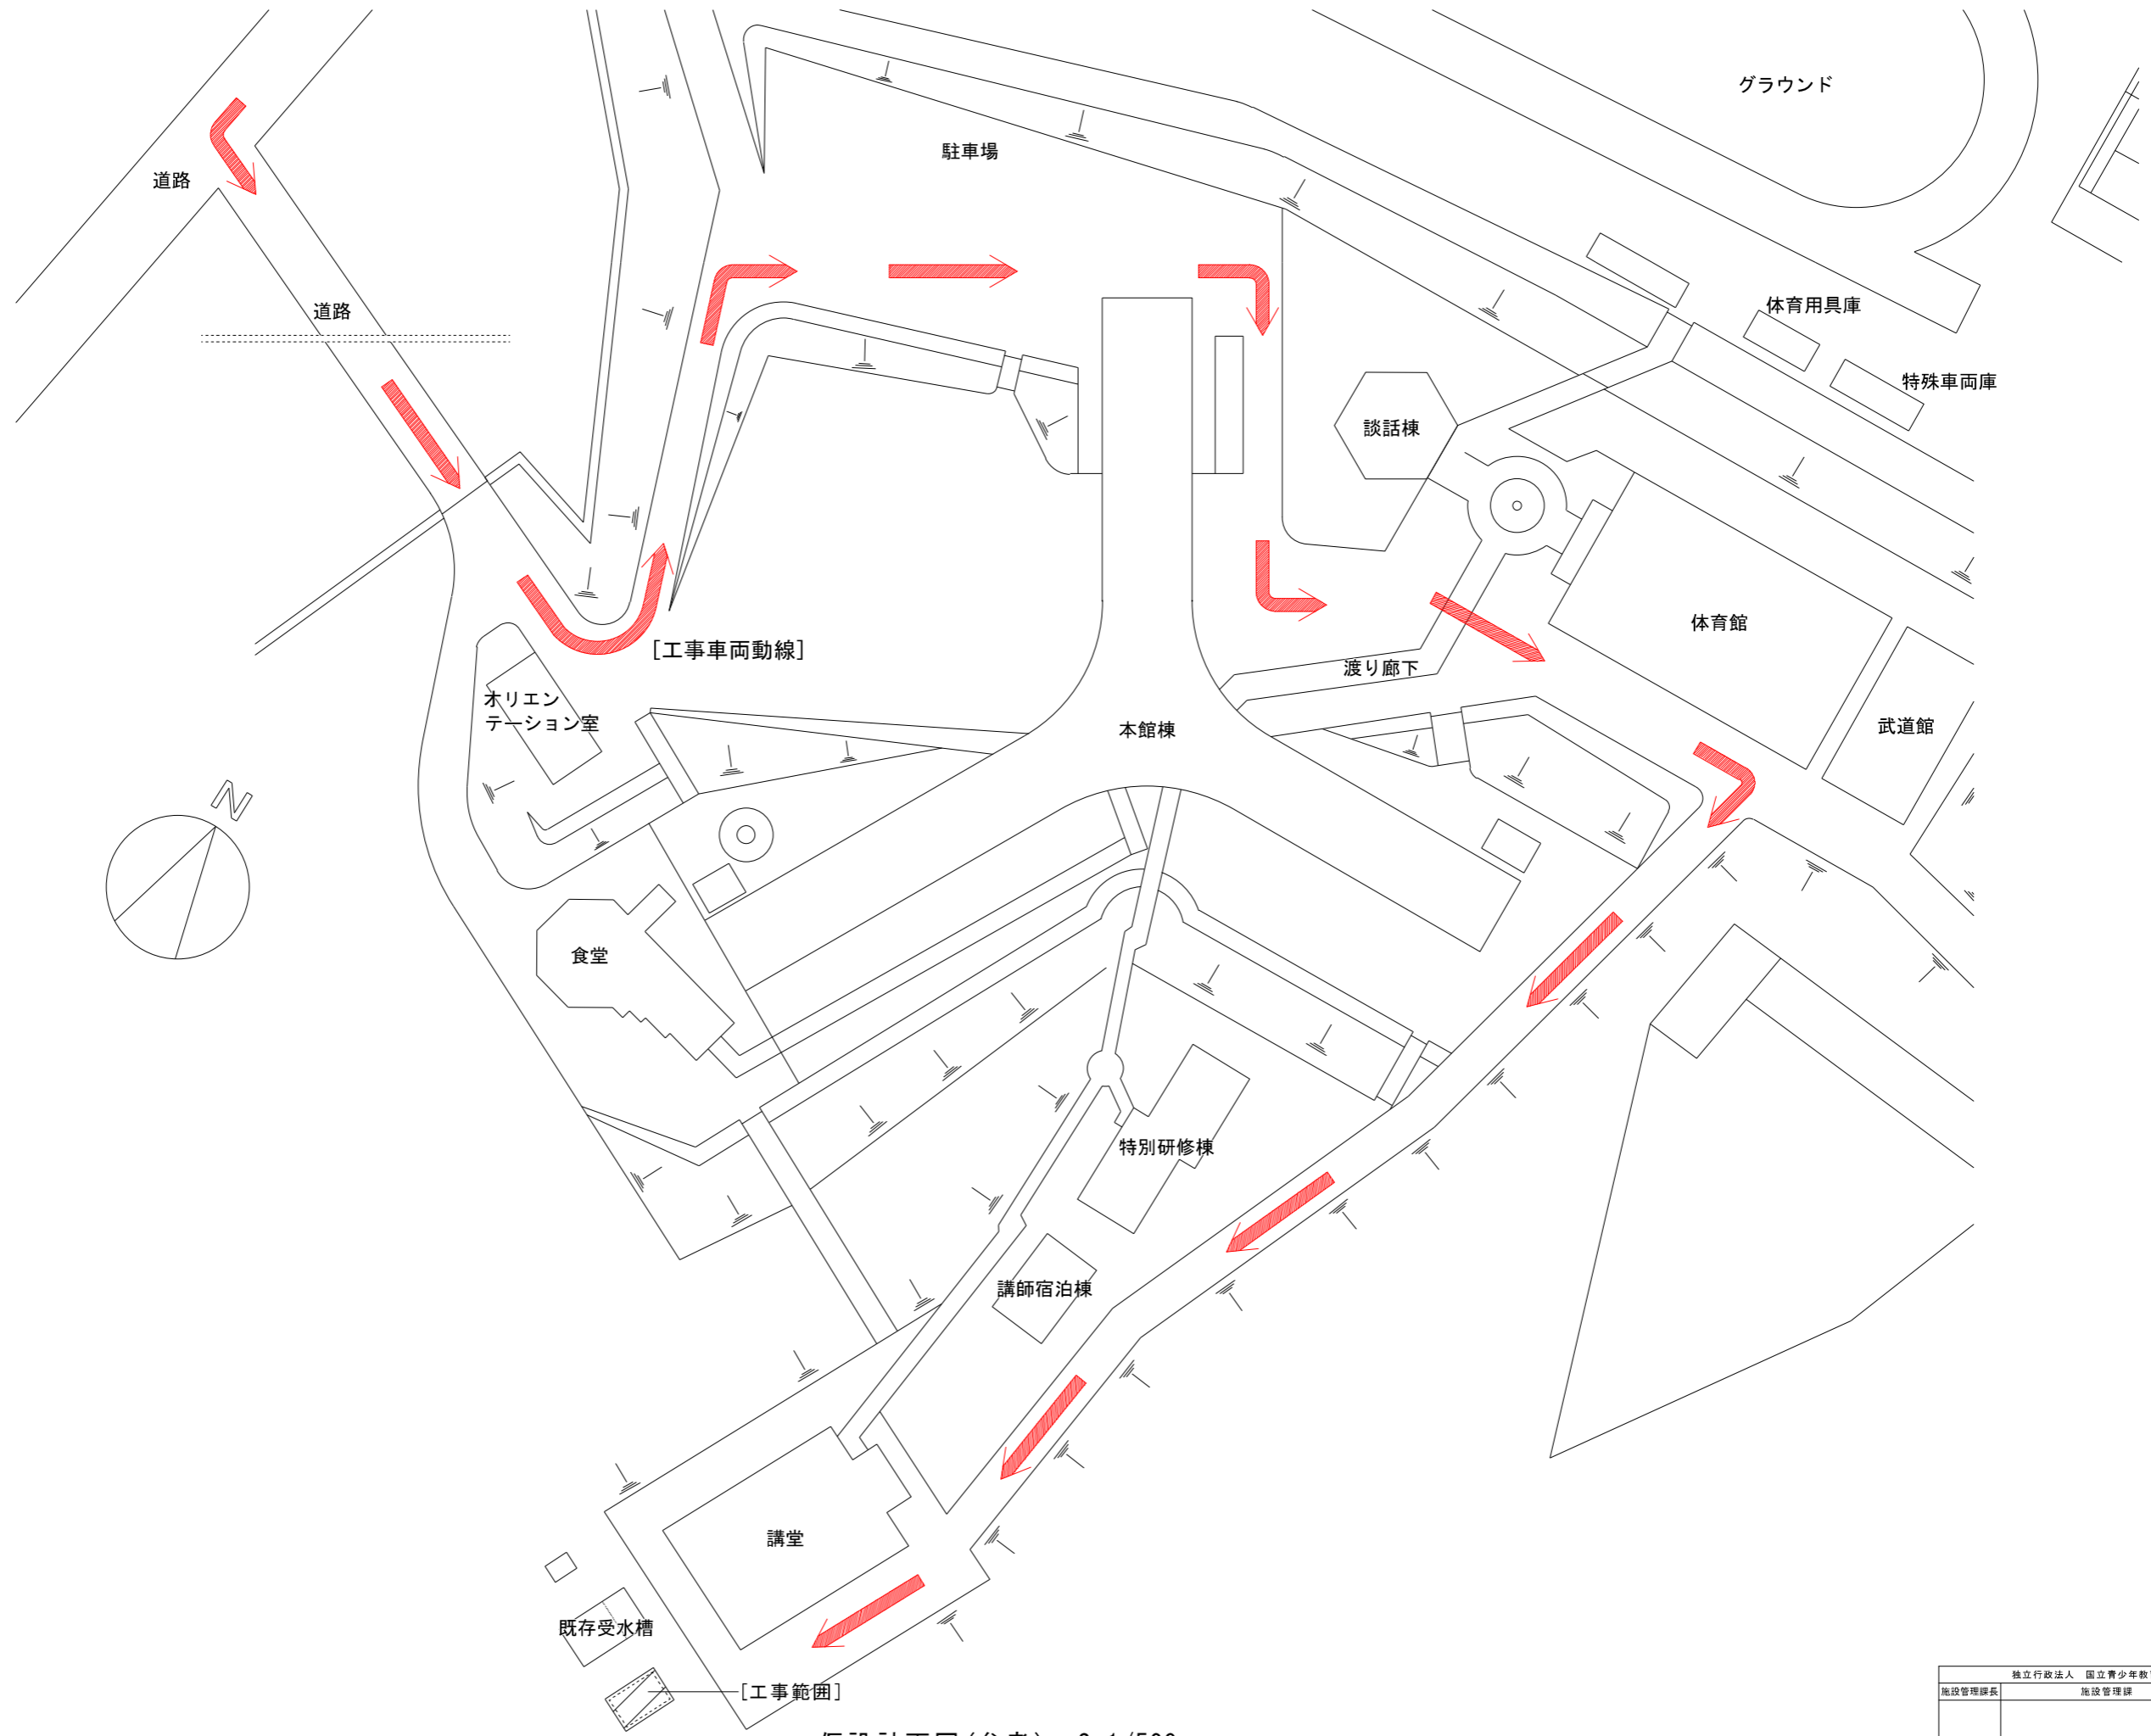 グラウンド
駐車場
道路
道路
体育用具庫
特殊車両庫
談話棟
体育館
[工事車両動線]
渡り廊下
オリエン
テーション室
本館棟
武道館
N
食堂
特別研修棟
講師宿泊棟
講堂
既存受水槽
[工事範囲]
独立行政法人 国立青少年教
施設管理課長 施設管理課